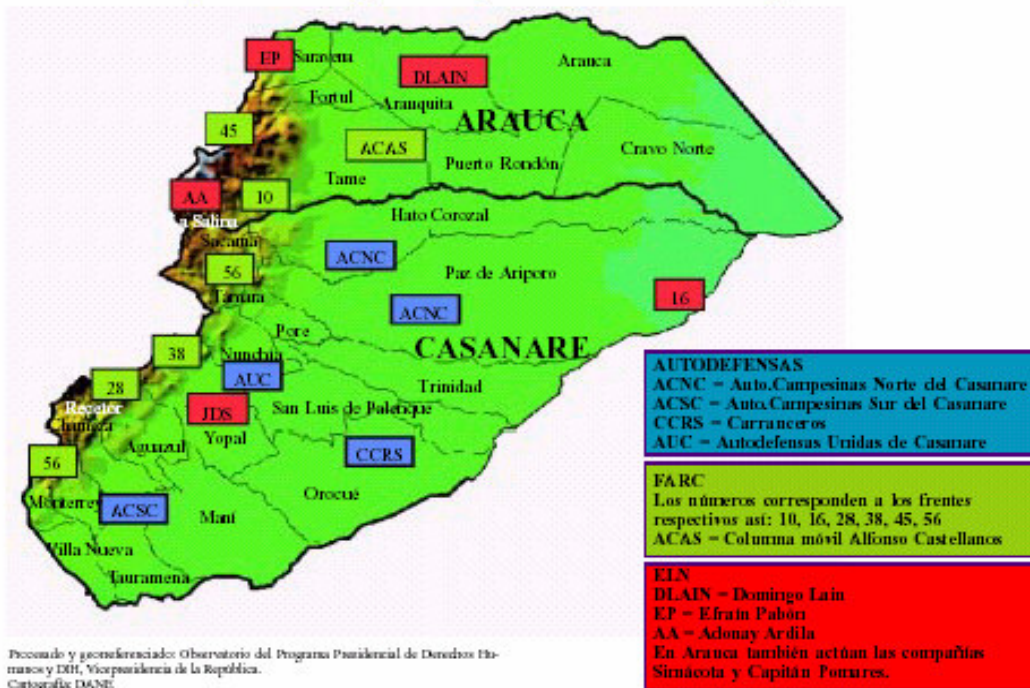 EP
Saravena
DLAIN
Arauca
Fortul
Arauquita
ARAUCA
45
ACAS
Cravo Norte
Puerto Rondón
Tame
AA
10
La Salina
Hato Corozal
Sacama
ACNC
56
Paz de Ariporo
Támara
16
ACNC
Pore
38
Nunchía
CASANARE
AUC
28
Trinidad
Recetor
JDS
San Luis de Palenque
Chameza
Yopal
Aguazul
56
CCRS
Orocué
Monterrey
ACSC
Maní
Villa Nueva
Tauramena
AUTODEFENSAS
ACNC = Auto.Campesinas Norte del Casanare
ACSC = Auto.Campesinas Sur del Casanare
CCRS = Carranceros
AUC = Autodefensas Unidas de Casanare
FARC
Los números corresponden a los frentes
respectivos así: 10, 16, 28, 38, 45, 56
ACAS = Columna móvil Alfonso Castellanos
ELN
DLAIN = Domingo Lain
EP = Efraín Pabón
AA = Adonay Ardila
En Arauca también actúan las compañías
Simácota y Capitán Pomares.
Procesado y georreferenciado: Observatorio del Programa Presidencial de Derechos Hu-
manos y DIH, Vicepresidencia de la República.
Cartografía: DANE